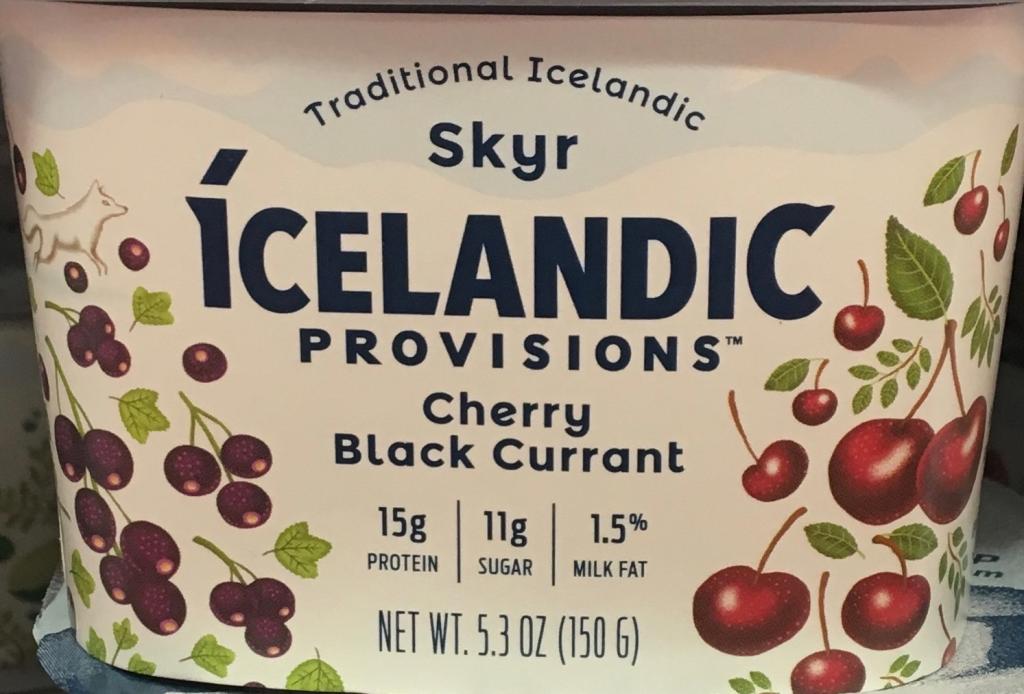 Traditional Icelandic
Skyr
ÍCELANDIC
PROVISIONS™
Cherry
Black Currant
15g 11g 1.5%
PROTEIN SUGAR MILK FAT
NET WT. 5.3 OZ (150 G)